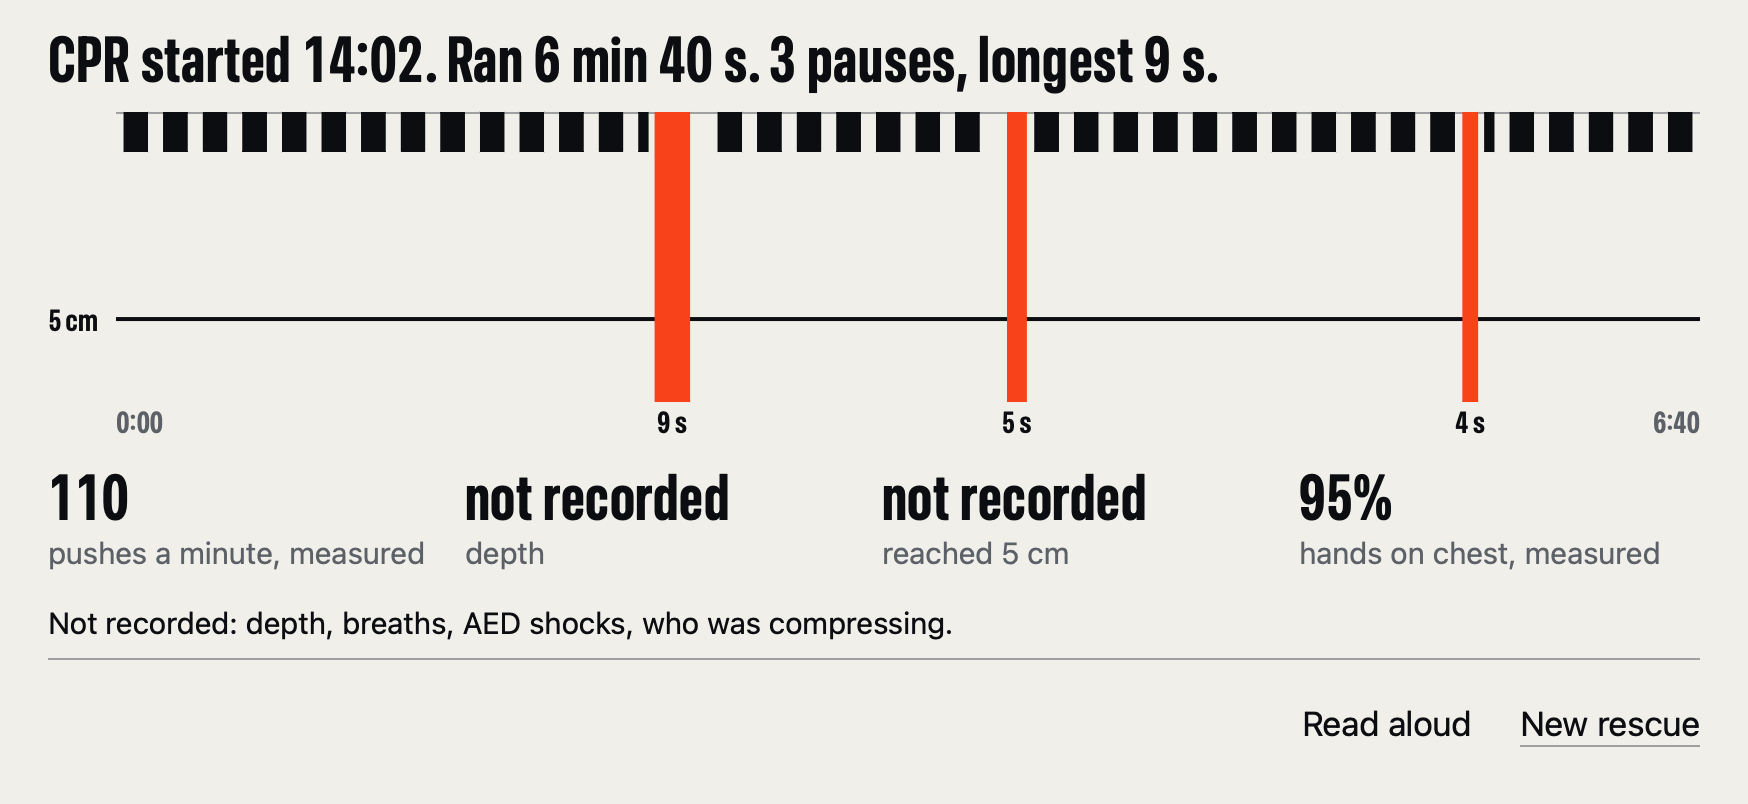 CPR started 14:02. Ran 6 min 40 s. 3 pauses, longest 9 s.
5 cm
0:00 9 s 5 s 4 s 6:40
110 not recorded not recorded 95%
pushes a minute, measured depth reached 5 cm hands on chest, measured
Not recorded: depth, breaths, AED shocks, who was compressing.
Read aloud New rescue